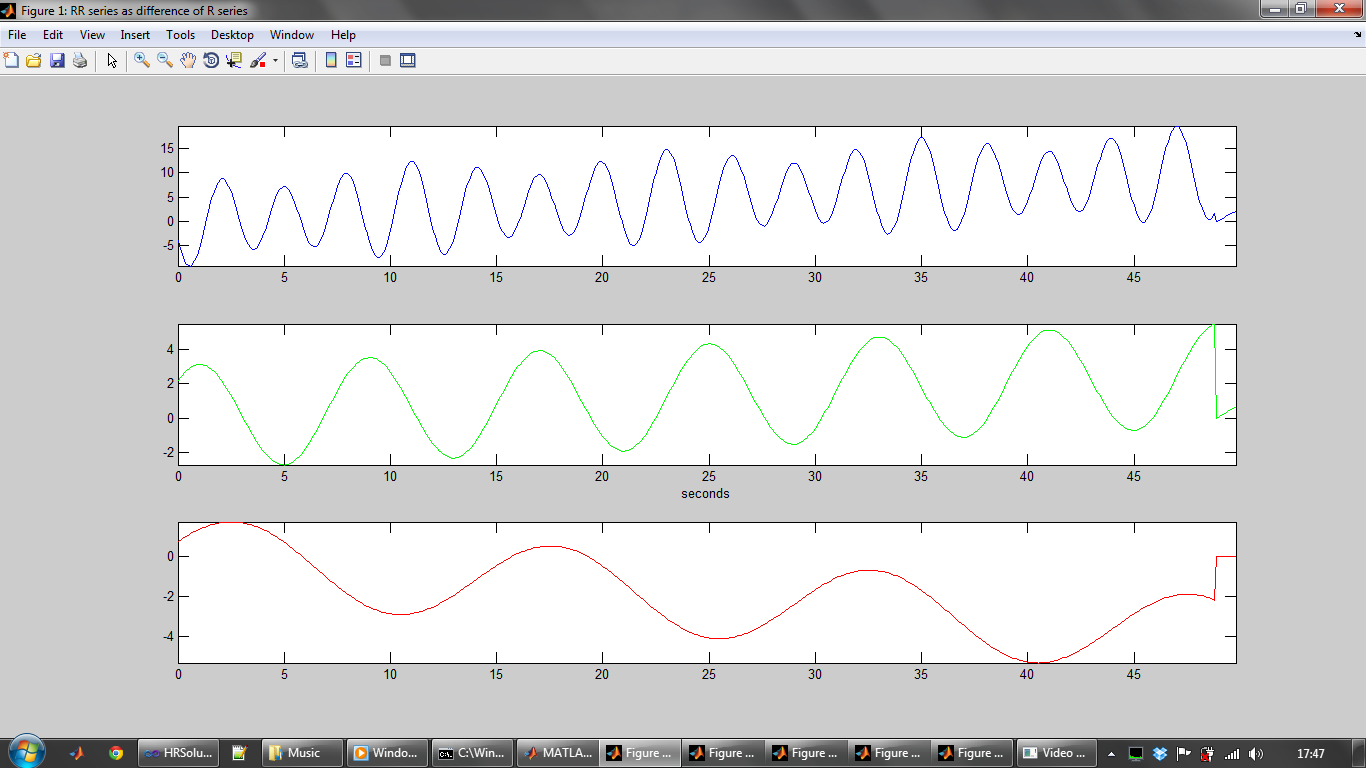 Figure 1: RR series as difference of R series
File Edit View Insert Tools Desktop Window Help
15
10
5
0
-5
0 5 10 15 20 25 30 35 40 45
4
2
0
-2
0 5 10 15 20 25 30 35 40 45
seconds
0
-2
-4
0 5 10 15 20 25 30 35 40 45
HRSolu... Music Windo... C:\Win... MATLA... Figure ... Figure ... Figure ... Figure ... Figure ... Video ... 17:47